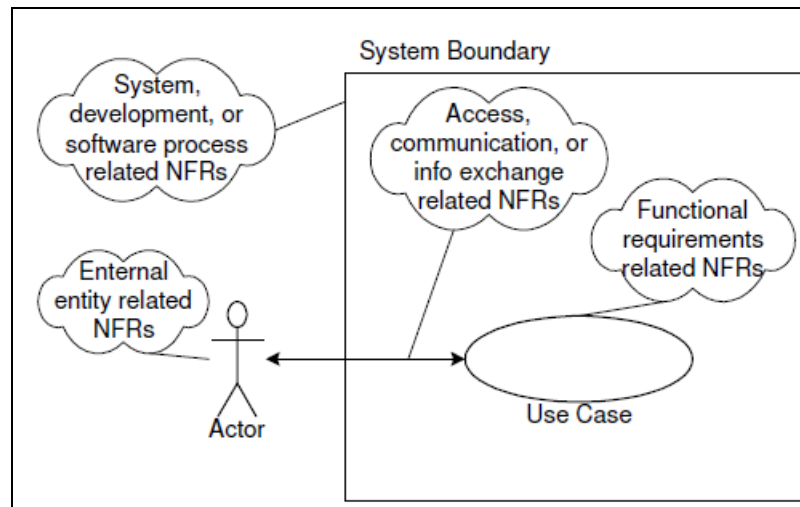 System Boundary
System,
development, or
software process
related NFRs
Access,
communication, or
info exchange
related NFRs
Functional
requirements
related NFRs
Enternal
entity related
NFRs
Actor
Use Case